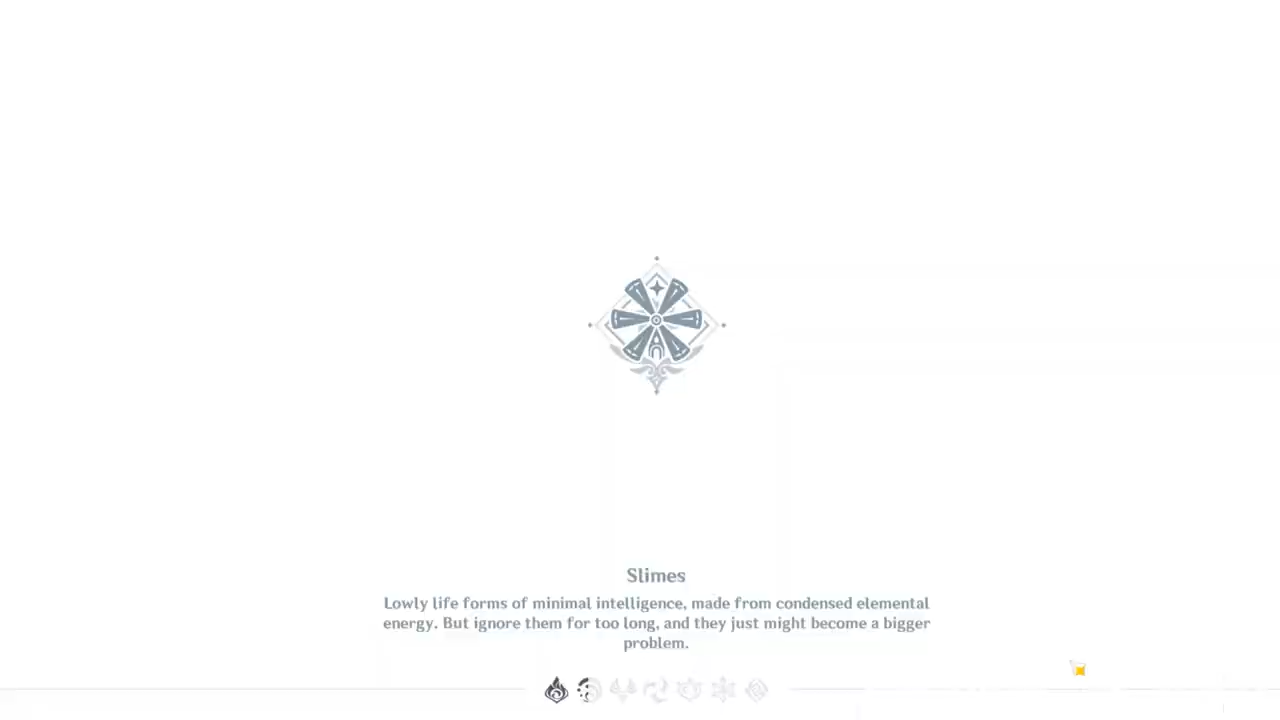 Slimes
Lowly life forms of minimal intelligence, made from condensed elemental
energy. But ignore them for too long, and they just might become a bigger
problem.